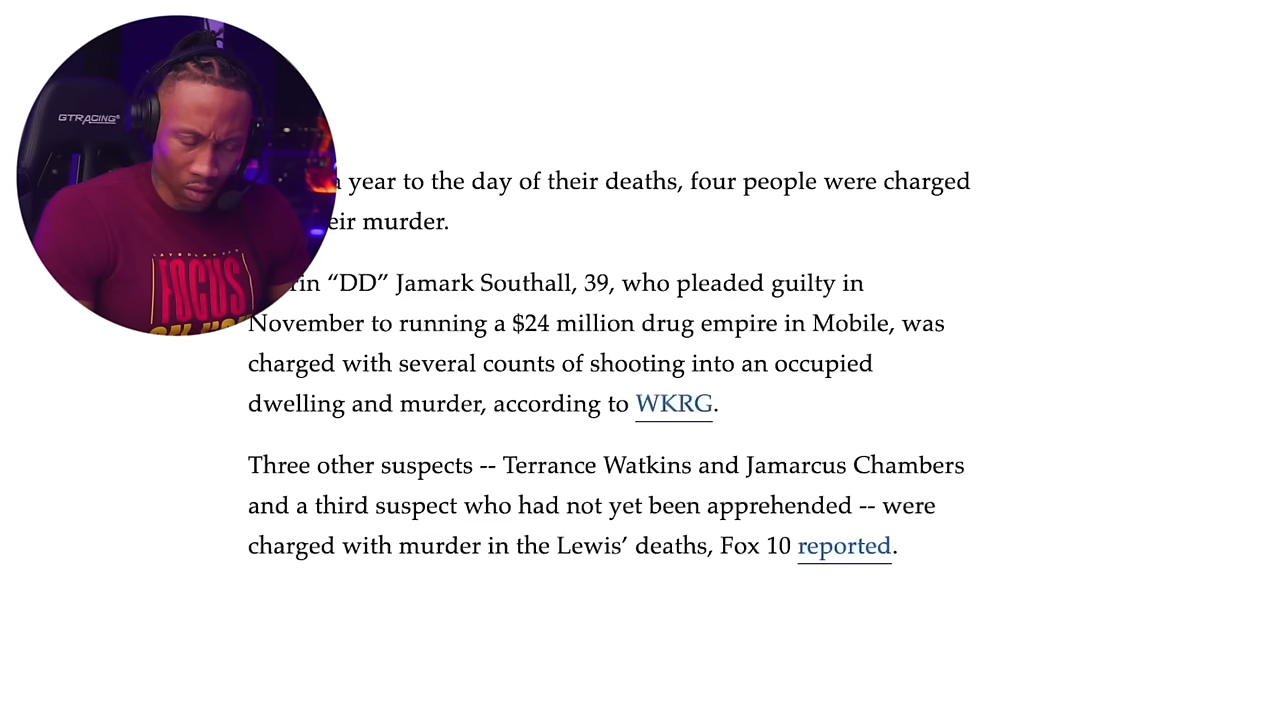 GTRACING
year to the day of their deaths, four people were charged
murder.
“DD” Jamark Southall, 39, who pleaded guilty in
November to running a $24 million drug empire in Mobile, was
charged with several counts of shooting into an occupied
dwelling and murder, according to WKRG.
Three other suspects -- Terrance Watkins and Jamarcus Chambers
and a third suspect who had not yet been apprehended -- were
charged with murder in the Lewis’ deaths, Fox 10 reported.
FOCUS